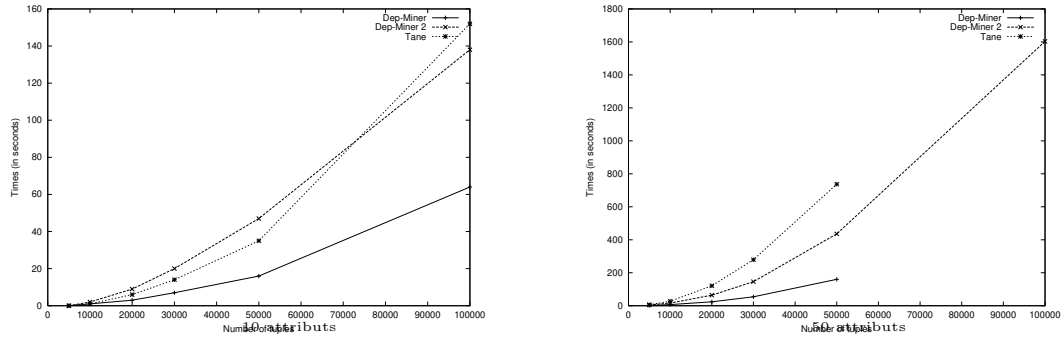 160
140
120
100
80
60
40
20
0
Times (in seconds)
Dep-Miner
Dep-Miner 2
Tane
0 10000 20000 30000 40000 50000 60000 70000 80000 90000 100000
Number of tuples
10 attributs
1800
1600
1400
1200
1000
800
600
400
200
0
Times (in seconds)
Dep-Miner
Dep-Miner 2
Tane
0 10000 20000 30000 40000 50000 60000 70000 80000 90000 100000
Number of tuples
50 attributs